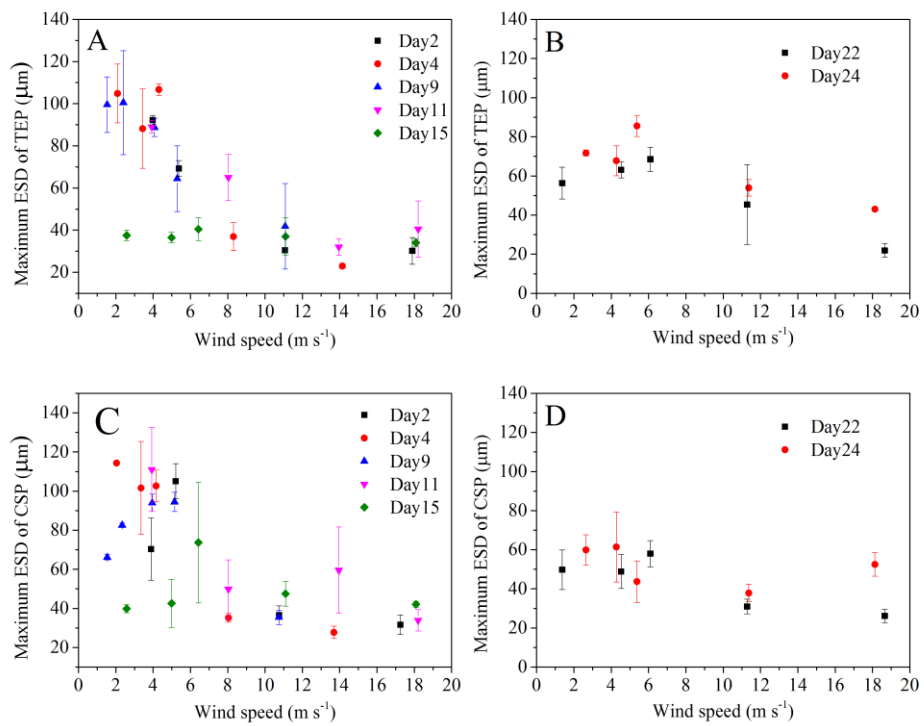 A
Day2
Day4
Day9
Day11
Day15
140
120
100
80
60
40
20
0 2 4 6 8 10 12 14 16 18 20
Maximum ESD of TEP (μm)
Wind speed (m s⁻¹)
B
Day22
Day24
140
120
100
80
60
40
20
0
0 2 4 6 8 10 12 14 16 18 20
Maximum ESD of TEP (μm)
Wind speed (m s⁻¹)
C
Day2
Day4
Day9
Day11
Day15
140
120
100
80
60
40
20
0 2 4 6 8 10 12 14 16 18 20
Maximum ESD of CSP (μm)
Wind speed (m s⁻¹)
D
Day22
Day24
140
120
100
80
60
40
20
0
0 2 4 6 8 10 12 14 16 18 20
Maximum ESD of CSP (μm)
Wind speed (m s⁻¹)